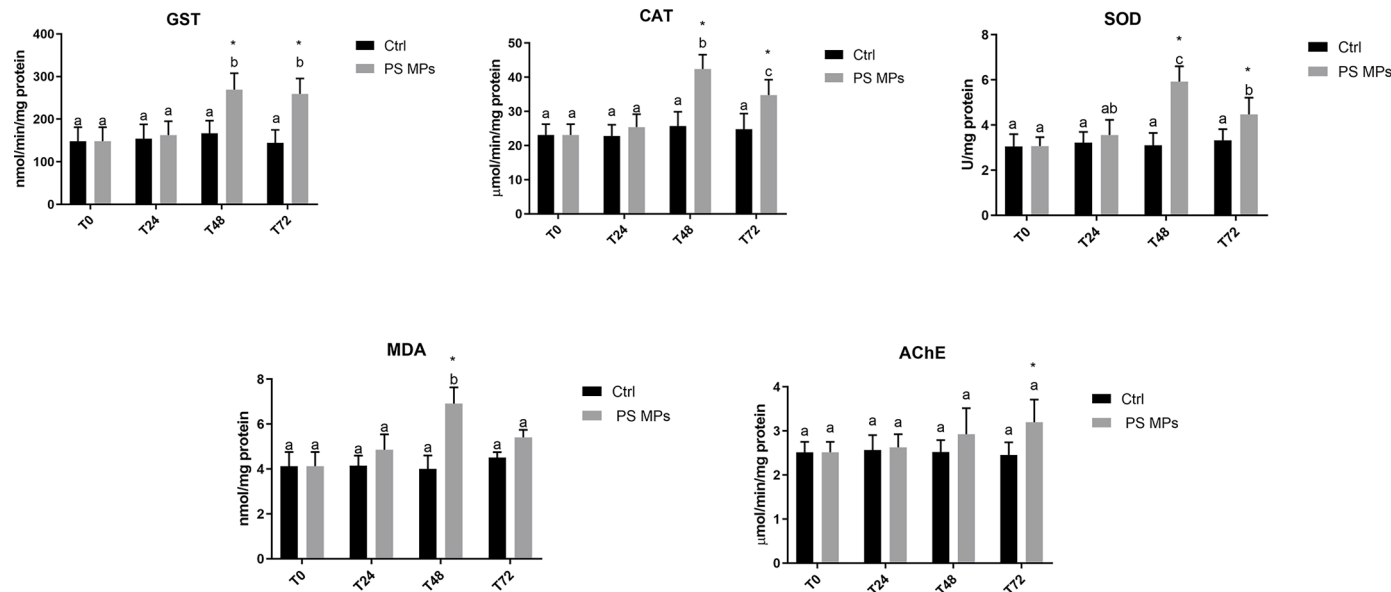 GST
nmol/min/mg protein
400
300
200
100
0
a a a a a * b a * b
T0 T24 T48 T72
Ctrl
PS MPs
CAT
μmol/min/mg protein
50
40
30
20
10
0
a a a a a * b a * c
T0 T24 T48 T72
Ctrl
PS MPs
SOD
U/mg protein
8
6
4
2
0
a a a ab a * c a * b
T0 T24 T48 T72
Ctrl
PS MPs
MDA
nmol/mg protein
8
6
4
2
0
a a a a a * b a a
T0 T24 T48 T72
Ctrl
PS MPs
AChE
μmol/min/mg protein
4
3
2
1
0
a a a a a a a * a
T0 T24 T48 T72
Ctrl
PS MPs